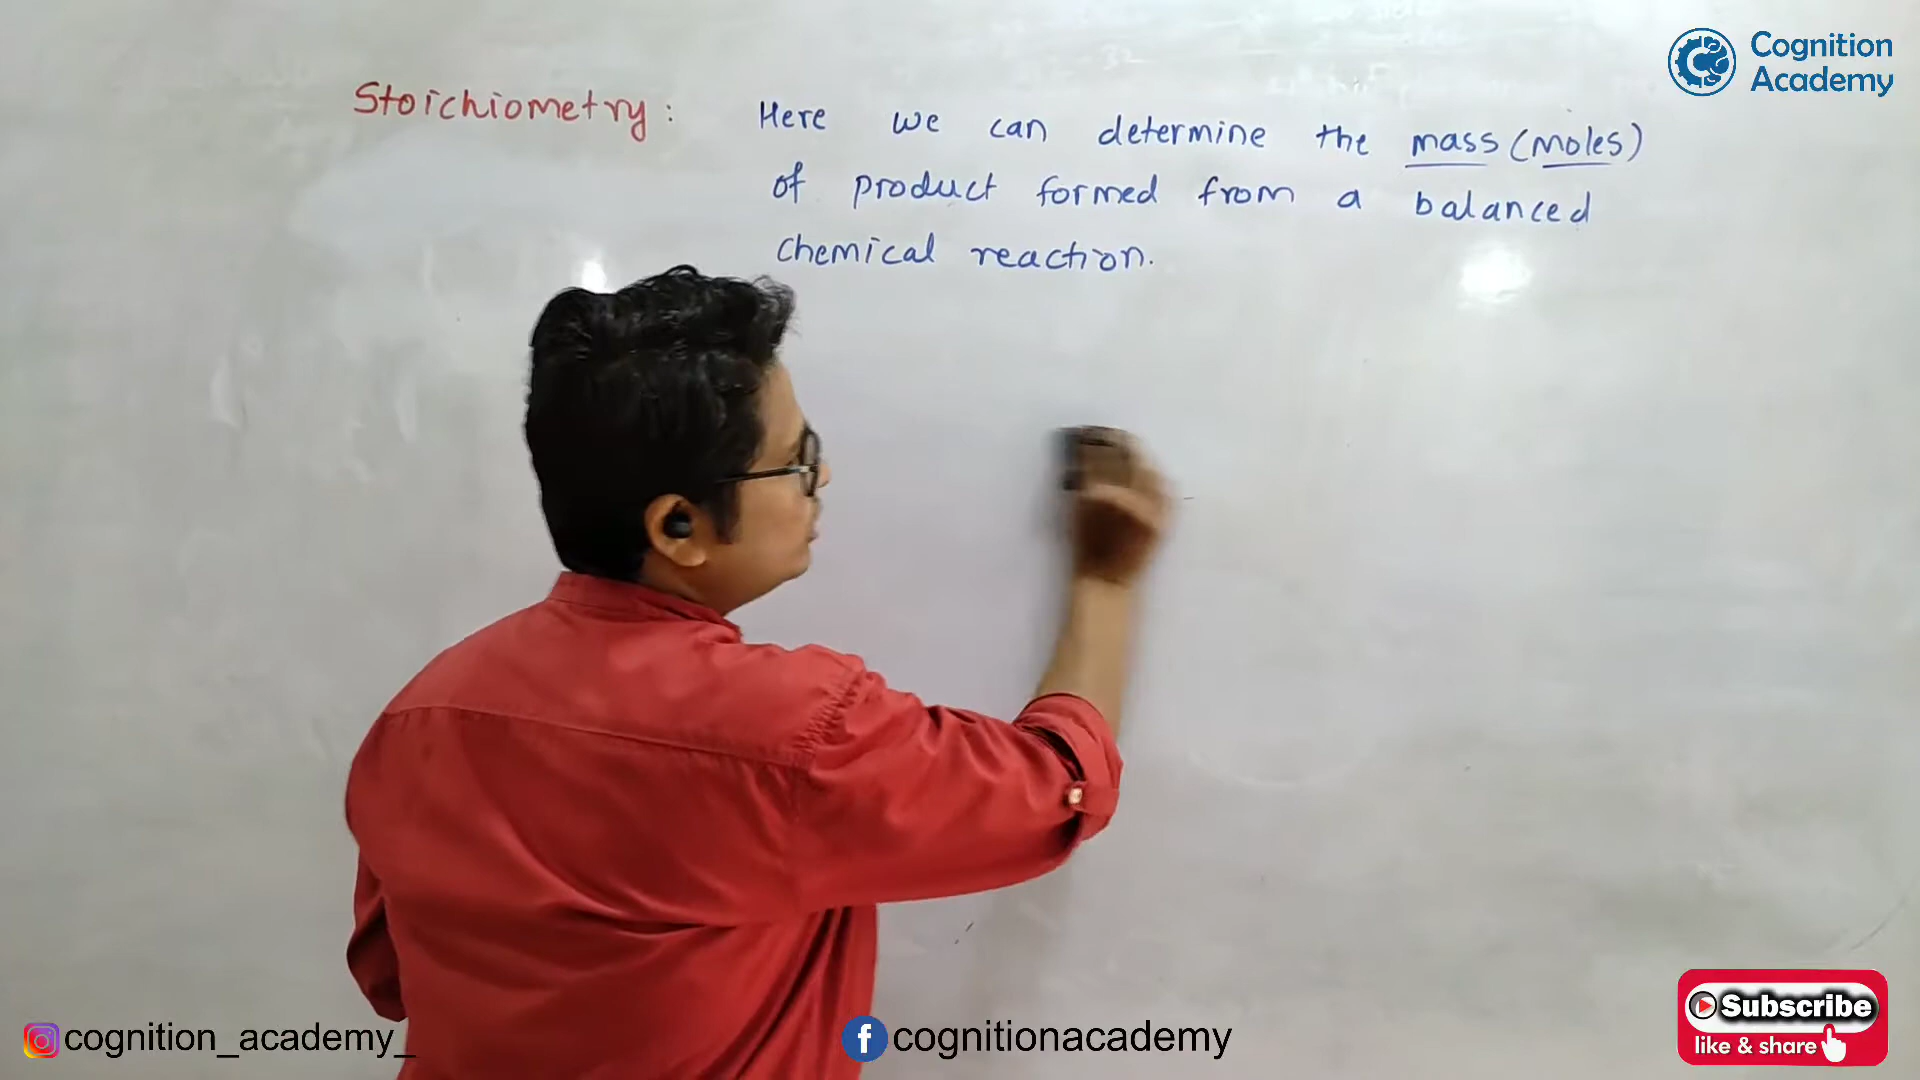 Cognition
Academy
Stoichiometry : Here we can determine the mass (moles)
of product formed from a balanced
chemical reaction.
Subscribe
like & share
cognition_academy_
f cognitionacademy